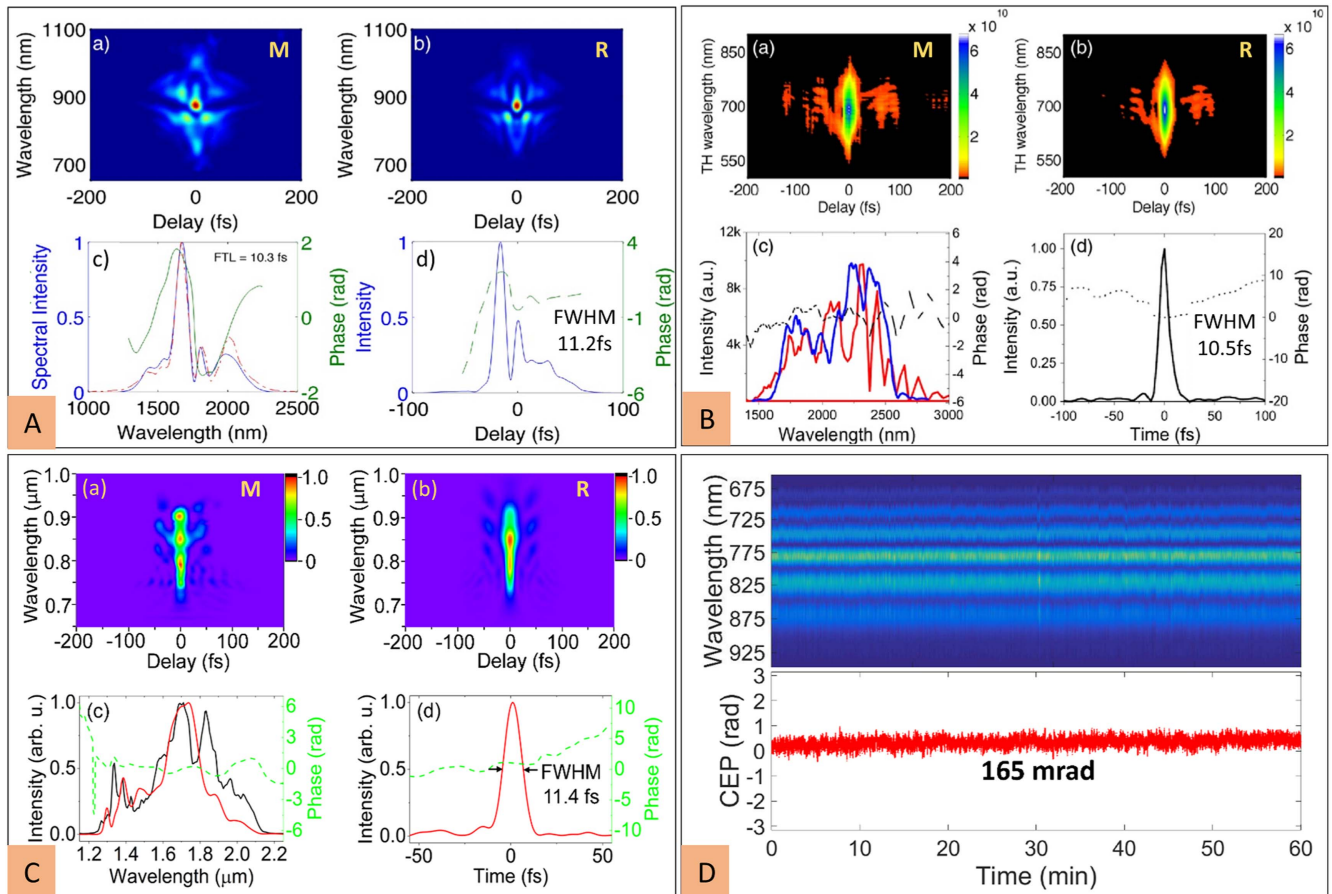 a)
M
b)
R
1100
900
700
Wavelength (nm)
-200
0
200
Delay (fs)
1100
900
700
Wavelength (nm)
-200
0
200
Delay (fs)
c)
FTL = 10.3 fs
1
0.5
0
Spectral Intensity
2
0
-2
Phase (rad)
1000
1500
2000
2500
Wavelength (nm)
d)
FWHM
11.2fs
1
0.5
0
Intensity
4
-1
-6
Phase (rad)
-100
0
100
Delay (fs)
A
(a)
M
x 10
10
6
4
2
850
700
550
TH wavelength (nm)
-200
-100
0
100
200
Delay (fs)
(b)
R
x 10
10
6
4
2
850
700
550
TH wavelength (nm)
-200
-100
0
100
200
Delay (fs)
(c)
12k
8k
4k
Intensity (a.u.)
6
4
2
0
-2
-4
-6
Phase (rad)
2000
2500
3000
Wavelength (nm)
(d)
FWHM
10.5fs
1.00
0.75
0.50
0.25
0.00
Intensity (a.u.)
20
10
0
-10
-20
Phase (rad)
-100
-50
0
50
100
Time (fs)
B
(a)
M
1.0
0.9
0.8
0.7
Wavelength (μm)
1.0
0.5
0
-200
-100
0
100
200
Delay (fs)
(b)
R
1.0
0.9
0.8
0.7
Wavelength (μm)
1.0
0.5
0
-200
-100
0
100
200
Delay (fs)
(c)
1.0
0.5
0.0
Intensity (arb. u.)
6
3
0
-3
-6
Phase (rad)
1.2
1.4
1.6
1.8
2.0
2.2
Wavelength (μm)
(d)
FWHM
11.4 fs
1.0
0.5
0.0
Intensity (arb. u.)
10
5
0
-5
-10
Phase (rad)
-50
0
50
Time (fs)
C
675
725
775
825
875
925
Wavelength (nm)
3
2
1
0
-1
-2
-3
CEP (rad)
165 mrad
0
10
20
30
40
50
60
Time (min)
D